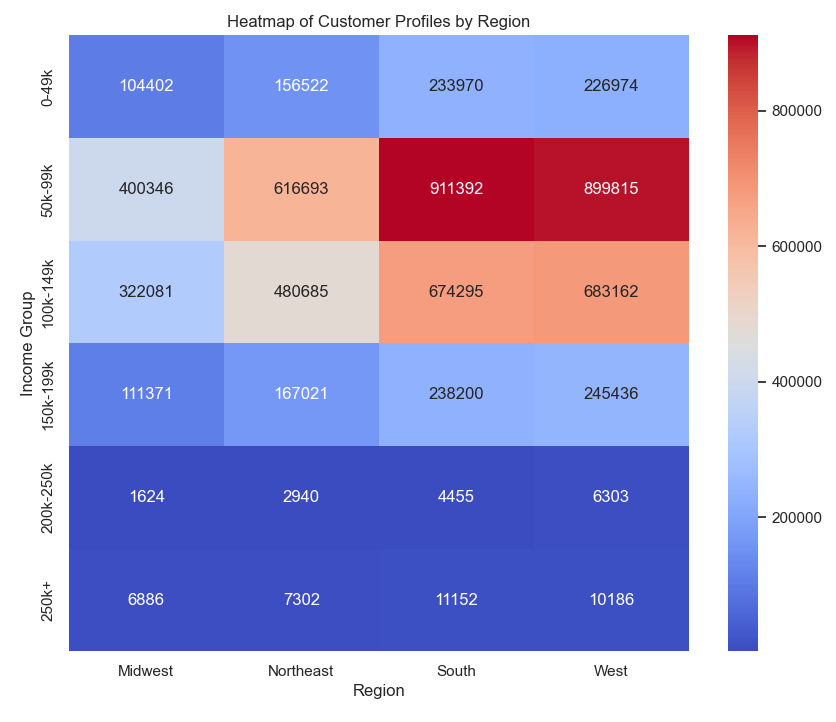 Heatmap of Customer Profiles by Region
Income Group
0-49k 104402 156522 233970 226974
50k-99k 400346 616693 911392 899815
100k-149k 322081 480685 674295 683162
150k-199k 111371 167021 238200 245436
200k-250k 1624 2940 4455 6303
250k+ 6886 7302 11152 10186
Midwest Northeast South West
Region
800000
600000
400000
200000